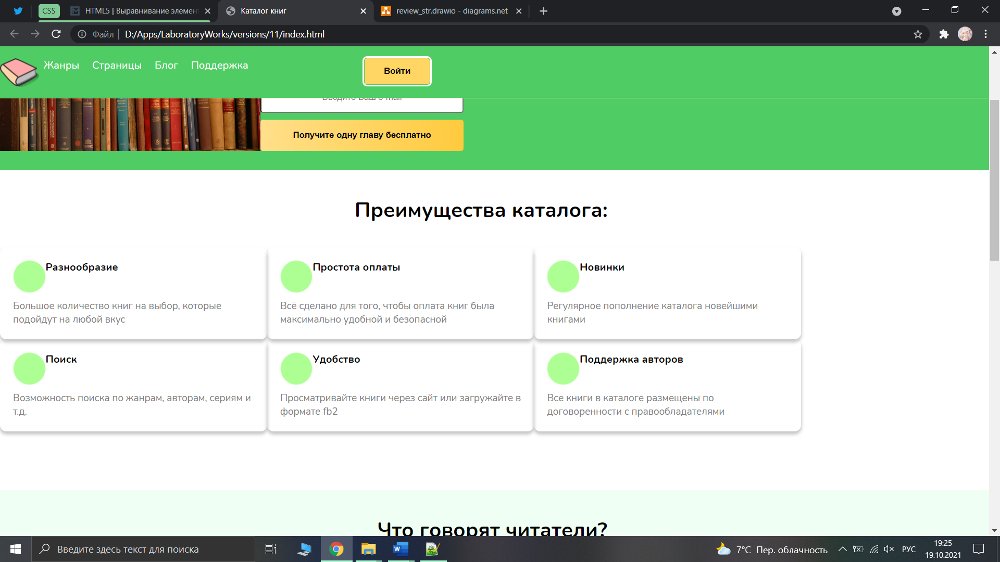 CSS
HTML5 | Выравнивание элемен
Каталог книг
review_str.drawio - diagrams.net
Файл | D:/Apps/LaboratoryWorks/versions/11/index.html
Жанры Страницы Блог Поддержка
Войти
Получите одну главу бесплатно
Преимущества каталога:
Разнообразие
Большое количество книг на выбор, которые
подойдут на любой вкус
Простота оплаты
Всё сделано для того, чтобы оплата книг была
максимально удобной и безопасной
Новинки
Регулярное пополнение каталога новейшими
книгами
Поиск
Возможность поиска по жанрам, авторам, сериям и
т.д.
Удобство
Просматривайте книги через сайт или загружайте в
формате fb2
Поддержка авторов
Все книги в каталоге размещены по
договоренности с правообладателями
Что говорят читатели?
Введите здесь текст для поиска
7°C Пер. облачность
РУС
19:25
19.10.2021